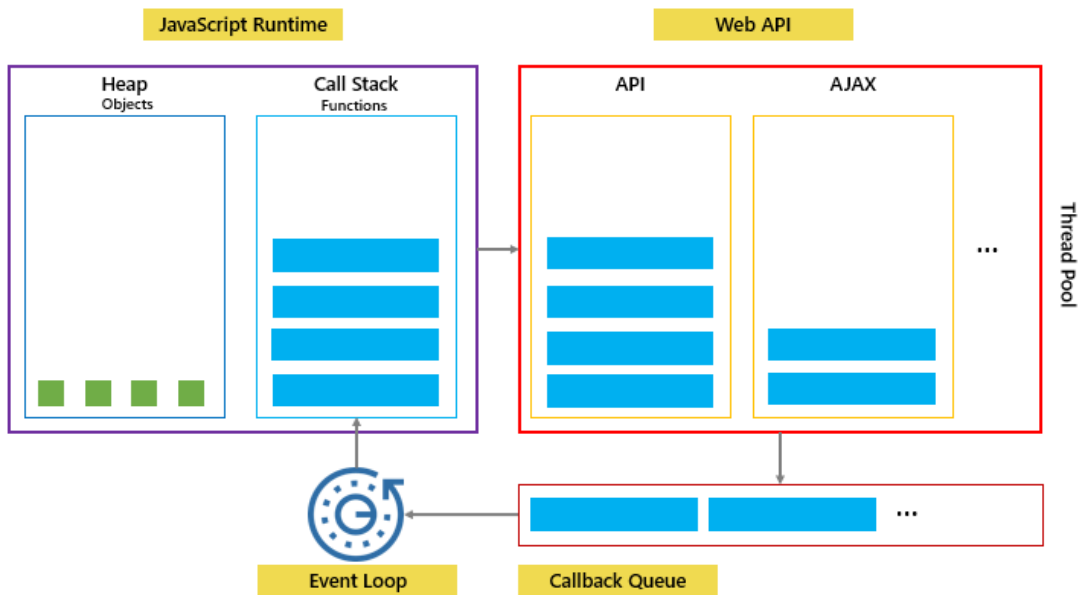 JavaScript Runtime
Web API
Heap
Objects
Call Stack
Functions
API
AJAX
...
Thread Pool
...
Event Loop
Callback Queue